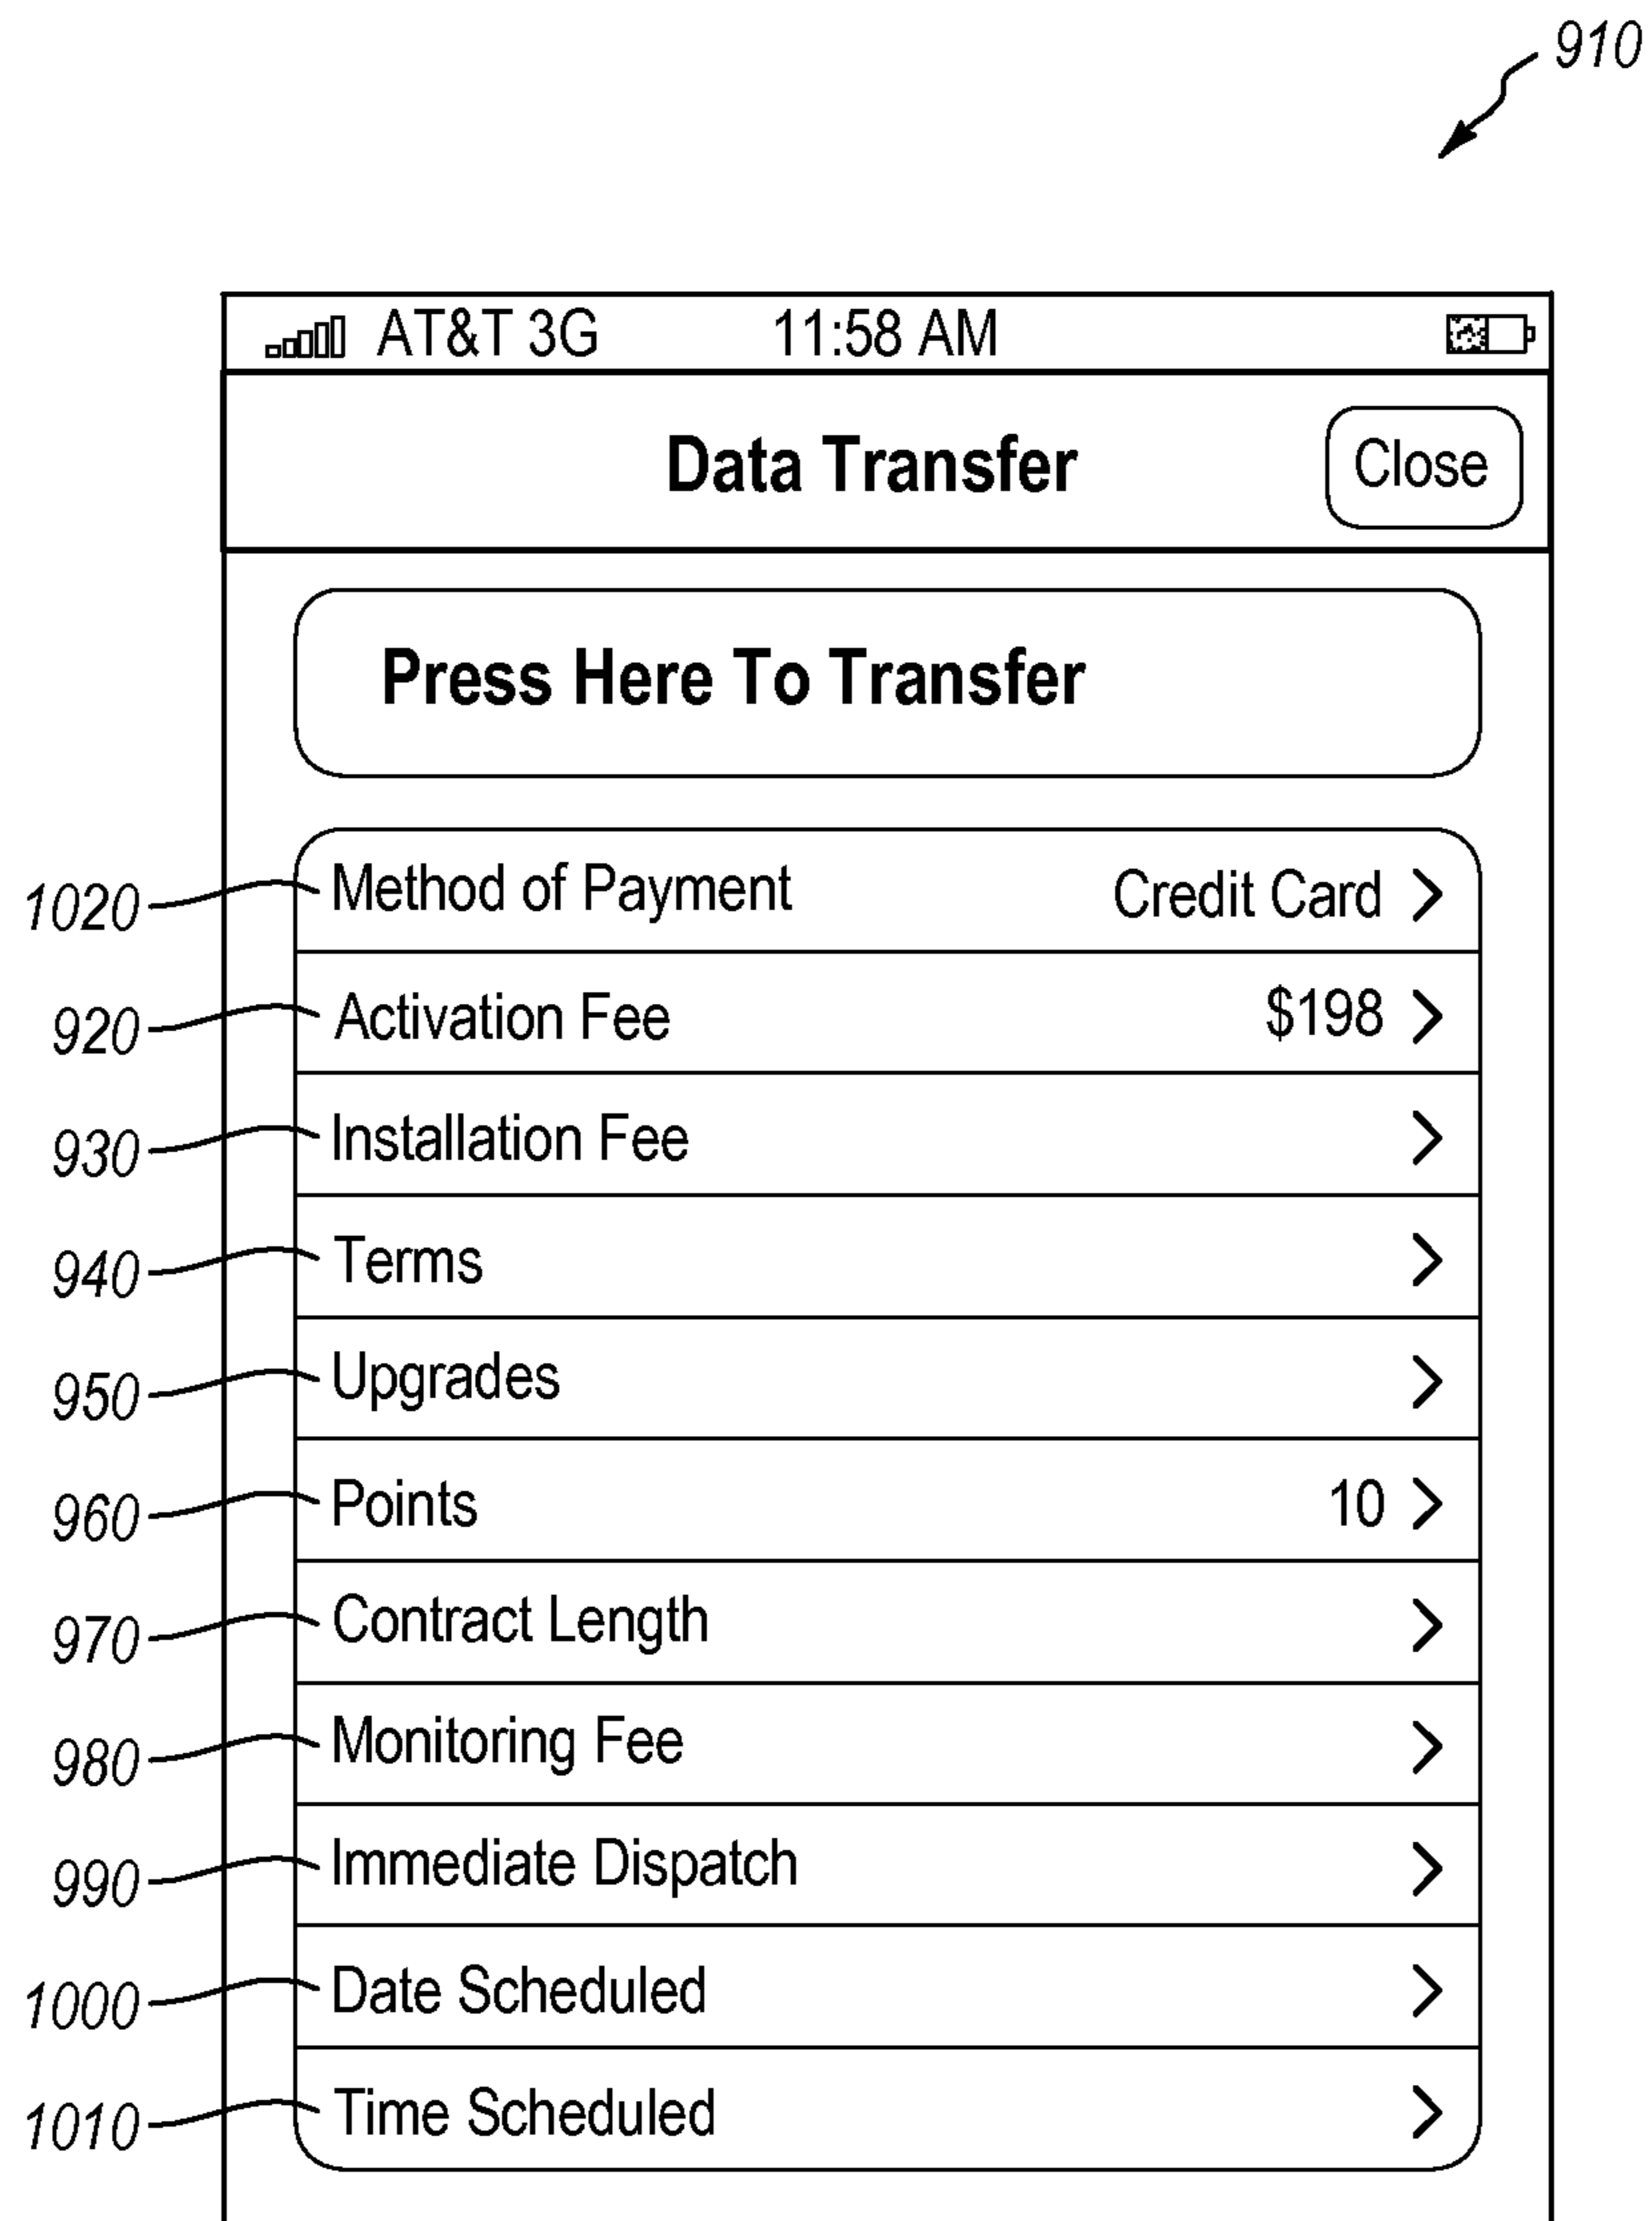 910
AT&T 3G 11:58 AM
Data Transfer Close
Press Here To Transfer
1020 Method of Payment Credit Card >
920 Activation Fee $198 >
930 Installation Fee >
940 Terms >
950 Upgrades >
960 Points 10 >
970 Contract Length >
980 Monitoring Fee >
990 Immediate Dispatch >
1000 Date Scheduled >
1010 Time Scheduled >